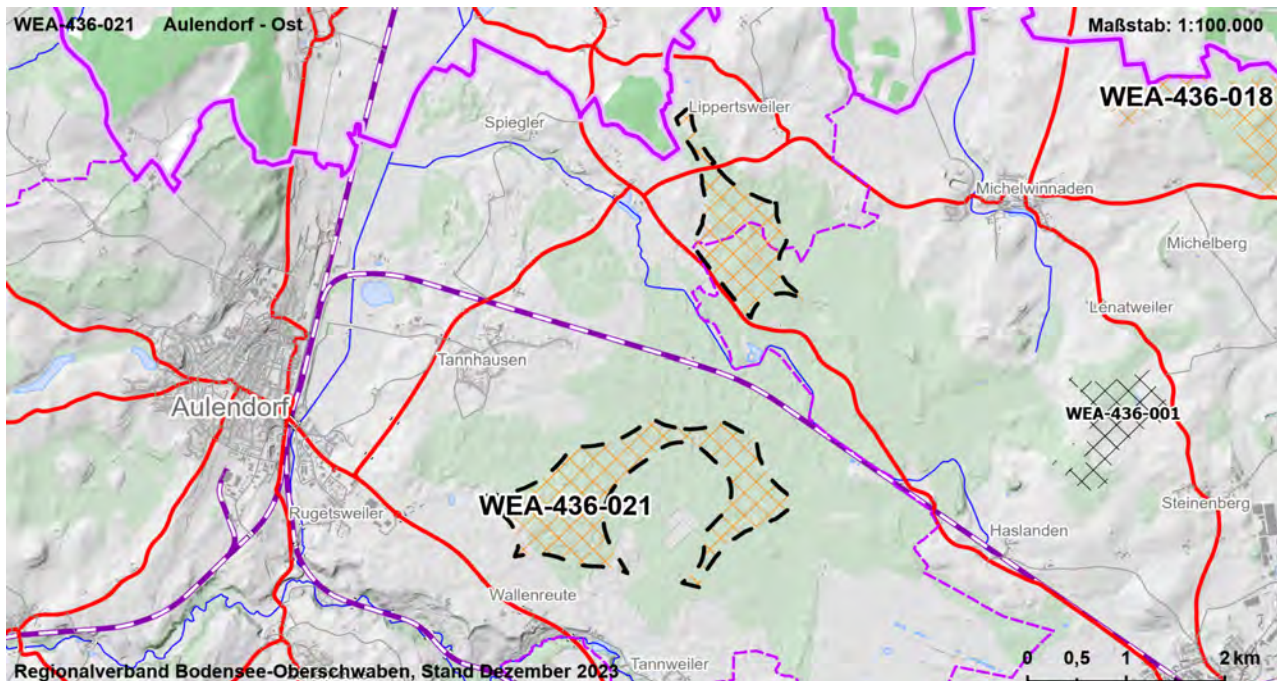 WEA-436-021 Aulendorf - Ost
Maßstab: 1:100.000
WEA-436-018
Lippertsweiler
Spiegler
Michelwinnaden
Michelberg
Lenatweiler
Tannhausen
Aulendorf
WEA-436-001
WEA-436-021
Steinenberg
Rugetsweiler
Haslanden
Wallenreute
Tannweiler
0 0,5 1 2 km
Regionalverband Bodensee-Oberschwaben, Stand Dezember 2023